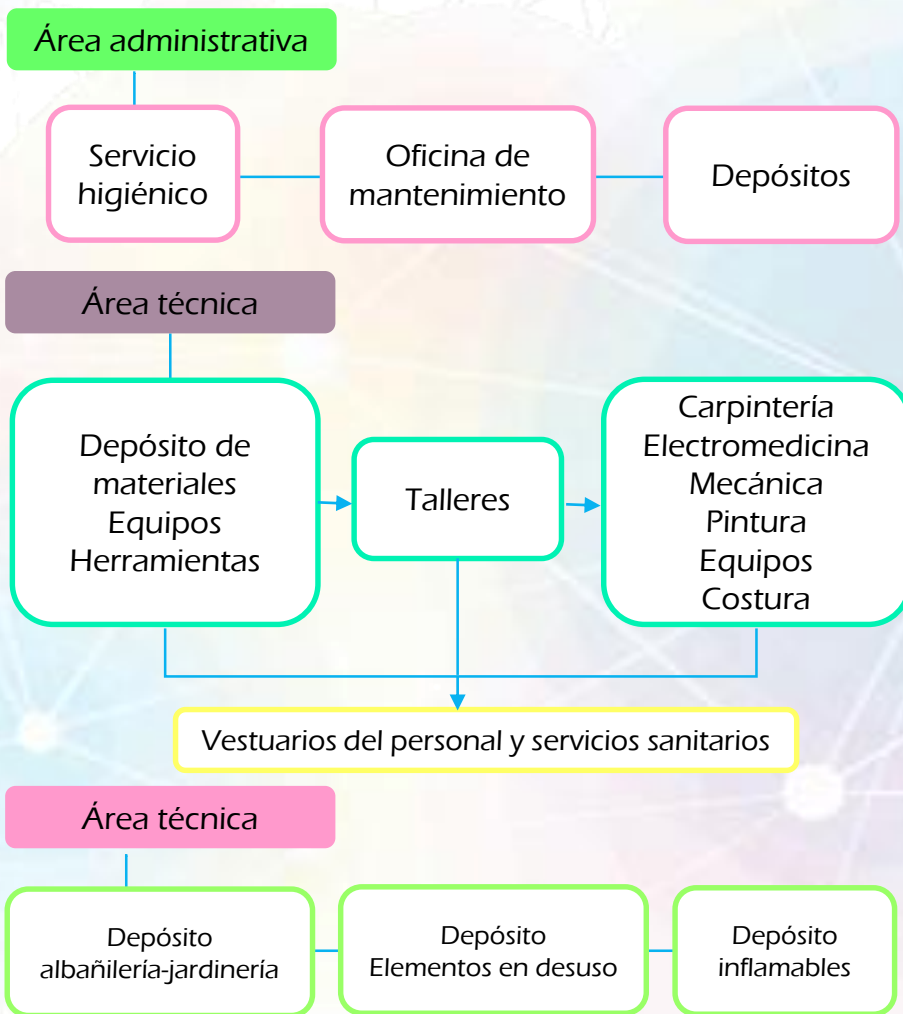 Área administrativa
Servicio
higiénico
Oficina de
mantenimiento
Depósitos
Área técnica
Depósito de
materiales
Equipos
Herramientas
Talleres
Carpintería
Electromedicina
Mecánica
Pintura
Equipos
Costura
Vestuarios del personal y servicios sanitarios
Área técnica
Depósito
albañilería-jardinería
Depósito
Elementos en desuso
Depósito
inflamables